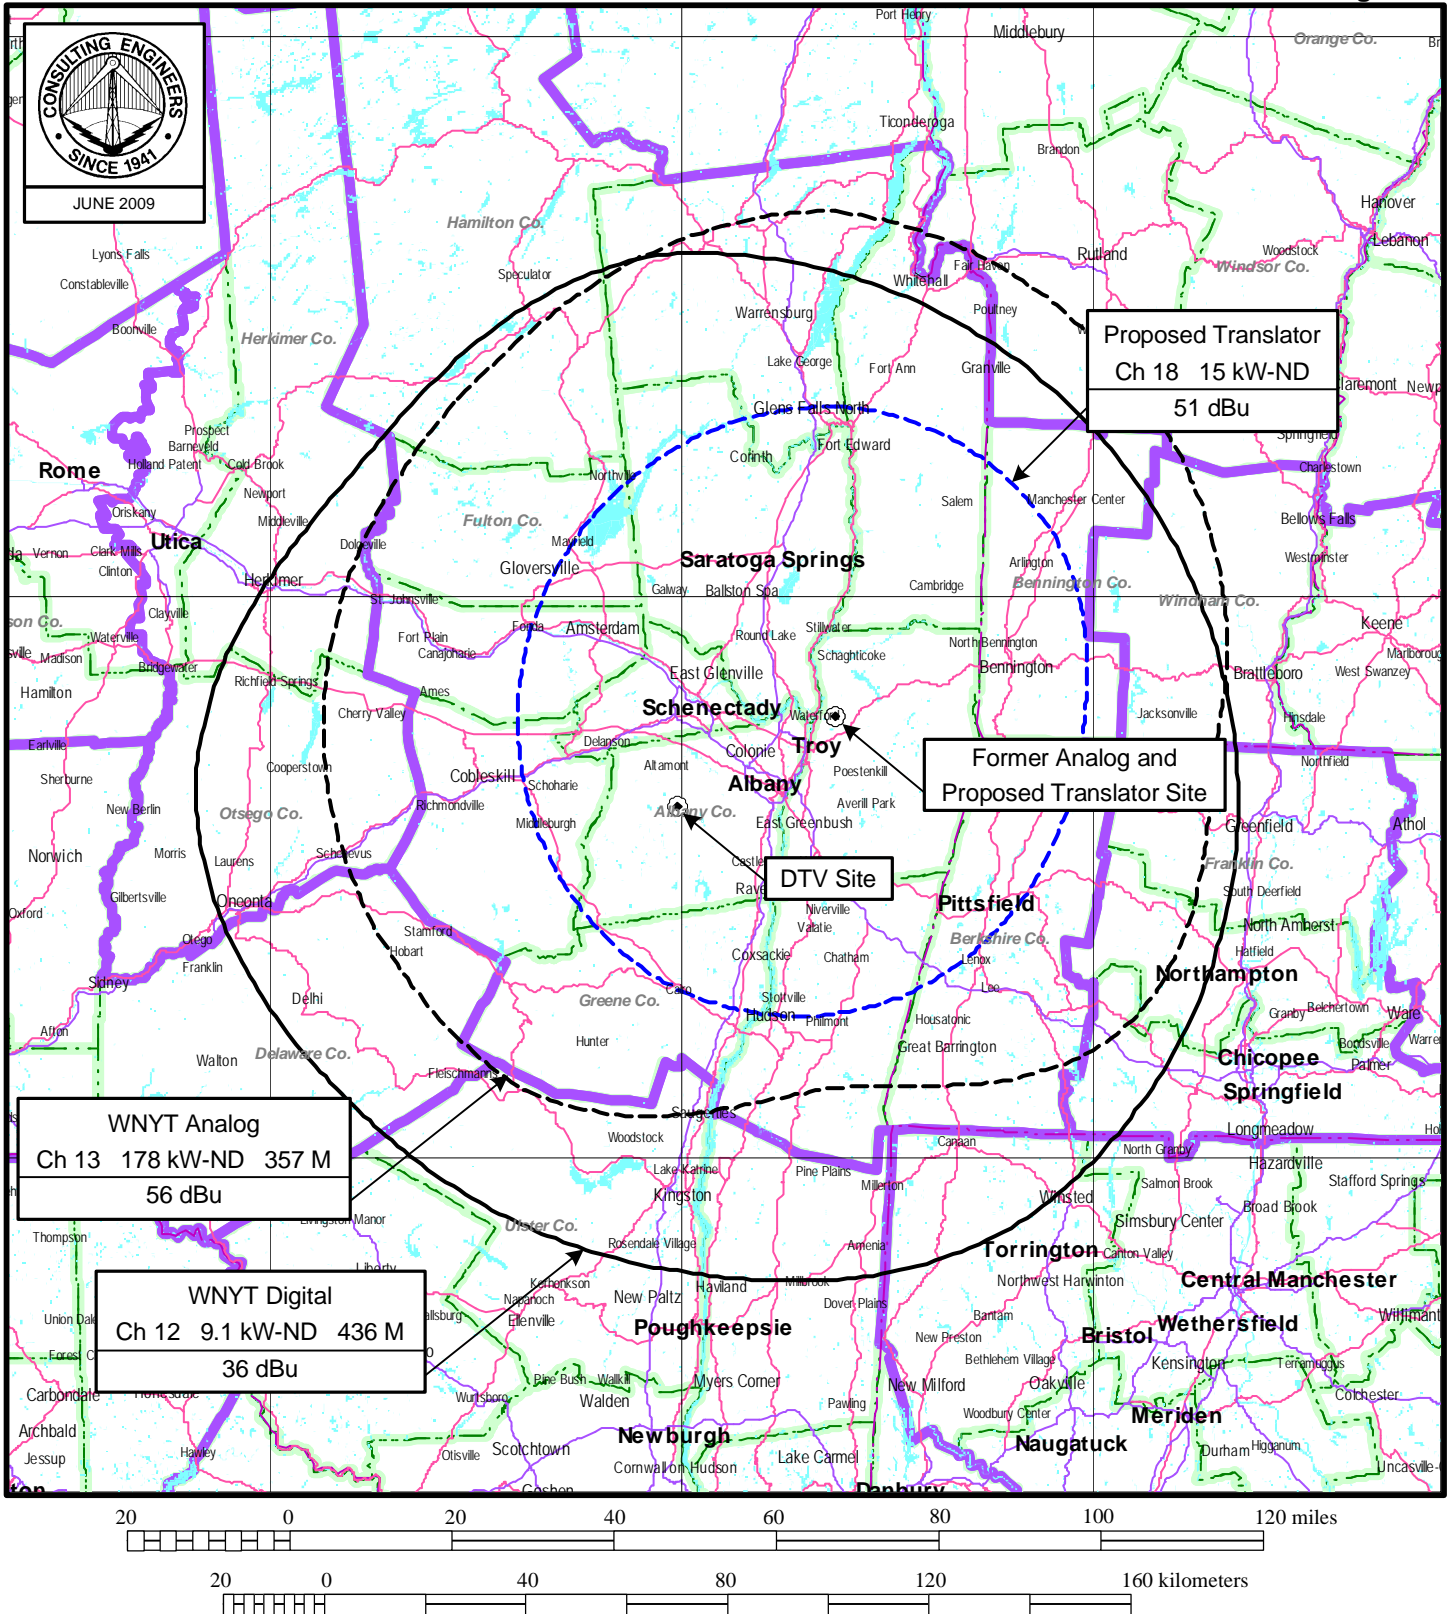 CONSULTING ENGINEERS
SINCE 1941
JUNE 2009
Port Henry
Middlebury
Orange Co.
Ticonderoga
Brandon
Hanover
Hamilton Co.
Lyons Falls
Constableville
Speculator
Whitehall
Fair Haven
Rutland
Woodstock
Lebanon
Windsor Co.
Boonville
Herkimer Co.
Warrensburg
Poultney
Lake George
Fort Ann
Granville
Proposed Translator
Ch 18 15 kW-ND
51 dBu
Glens Falls North
Fort Edward
Corinth
Springfield
Charlestown
Prospect
Barneveld
Holland Patent
Cold Brook
Rome
Newport
Northville
Salem
Manchester Center
Oriskany
Middleville
Fulton Co.
Bellows Falls
Utica
Vernon
Clark Mills
Clinton
Dolgeville
Mayfield
Gloversville
Saratoga Springs
Arlington
Westminster
Herkimer
St. Johnsville
Galway
Ballston Spa
Cambridge
Bennington Co.
Windham Co.
Clayville
Waterville
Madison
Bridgewater
Fort Plain
Canajoharie
Fonda
Amsterdam
Round Lake
Stillwater
Schaghticoke
North Bennington
Bennington
Keene
Brattleboro
West Swanzey
Hamilton
Richfield Springs
Ames
East Glenville
Cherry Valley
Schenectady
Waterford
Jacksonville
Hinsdale
Earlville
Sherburne
Delanson
Colonie
Troy
Altamont
Poestenkill
Former Analog and
Proposed Translator Site
Northfield
Cooperstown
Cobleskill
Schoharie
Albany
Averill Park
New Berlin
Otsego Co.
Richmondville
Middleburgh
Albany Co.
East Greenbush
Greenfield
Athol
Norwich
Morris
Laurens
Schenevus
DTV Site
Franklin Co.
Gilbertsville
Oneonta
South Deerfield
Oxford
Pittsfield
Niverville
Valatie
North Amherst
Otego
Franklin
Stamford
Hobart
Coxsackie
Chatham
Berkshire Co.
Lenox
Hatfield
Northampton
Sidney
Delhi
Greene Co.
Cairo
Stottville
Lee
Hudson
Philmont
Housatonic
Granby
Belchertown
Ware
Afton
Hunter
Great Barrington
Bondsville
Palmer
Chicopee
Walton
Delaware Co.
Fleischmanns
Springfield
WNYT Analog
Ch 13 178 kW-ND 357 M
56 dBu
Saugerties
Woodstock
Longmeadow
Canaan
North Granby
Hazardville
Lake Katrine
Pine Plains
Kingston
Millerton
Winsted
Salmon Brook
Stafford Springs
Broad Brook
Simsbury Center
Thompson
Livingston Manor
Ulster Co.
Rosendale Village
Amenia
Torrington
Canton Valley
Liberty
WNYT Digital
Ch 12 9.1 kW-ND 436 M
36 dBu
Kerhonkson
Napanoch
Ellenville
New Paltz
Haviland
Millbrook
Dover Plains
Northwest Harwinton
Central Manchester
Bantam
Wethersfield
Poughkeepsie
New Preston
Bristol
Bethlehem Village
Kensington
Terramuggus
Colchester
Carbondale
Honesdale
Wurtsboro
Pine Bush
Wallkill
Walden
Myers Corner
New Milford
Oakville
Archbald
Pawling
Woodbury Center
Meriden
Jessup
Hawley
Otisville
Scotchtown
Newburgh
Cornwall on Hudson
Lake Carmel
Naugatuck
Durham
Higganum
Goshen
Danbury
20 0 20 40 60 80 100 120 miles
20 0 40 80 120 160 kilometers